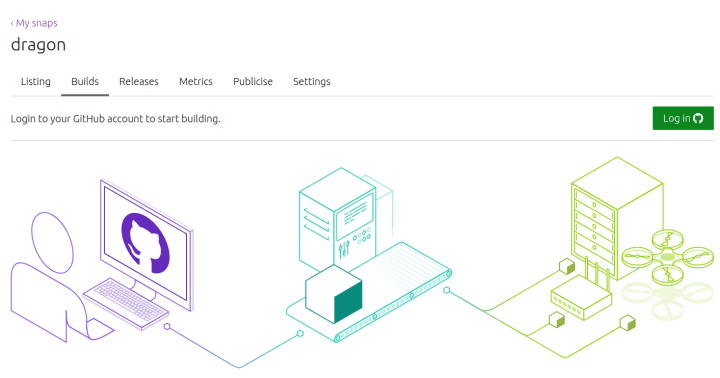 ‹ My snaps
dragon
Listing Builds Releases Metrics Publicise Settings
Login to your GitHub account to start building.
Log in